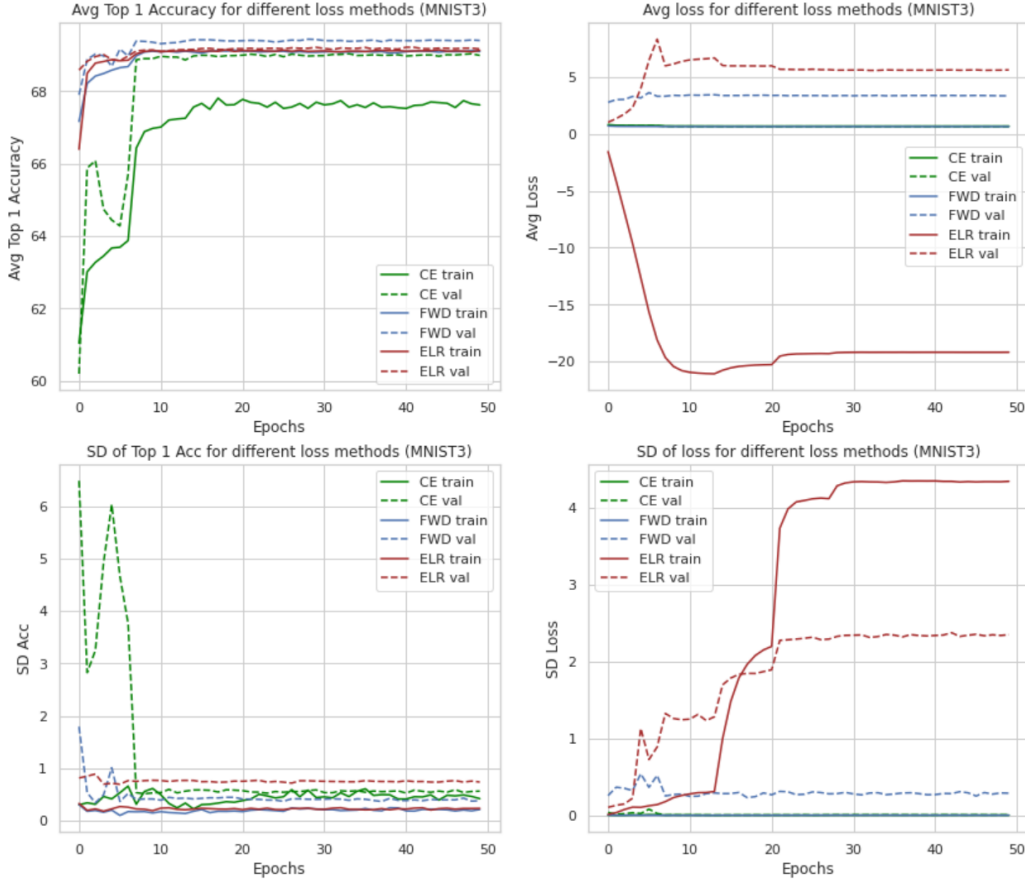 Avg Top 1 Accuracy for different loss methods (MNIST3)
Avg Top 1 Accuracy
68
66
64
62
60
CE train
CE val
FWD train
FWD val
ELR train
ELR val
0 10 20 30 40 50
Epochs
Avg loss for different loss methods (MNIST3)
Avg Loss
5
0
−5
−10
−15
−20
CE train
CE val
FWD train
FWD val
ELR train
ELR val
0 10 20 30 40 50
Epochs
SD of Top 1 Acc for different loss methods (MNIST3)
SD Acc
6
5
4
3
2
1
0
CE train
CE val
FWD train
FWD val
ELR train
ELR val
0 10 20 30 40 50
Epochs
SD of loss for different loss methods (MNIST3)
SD Loss
4
3
2
1
0
CE train
CE val
FWD train
FWD val
ELR train
ELR val
0 10 20 30 40 50
Epochs